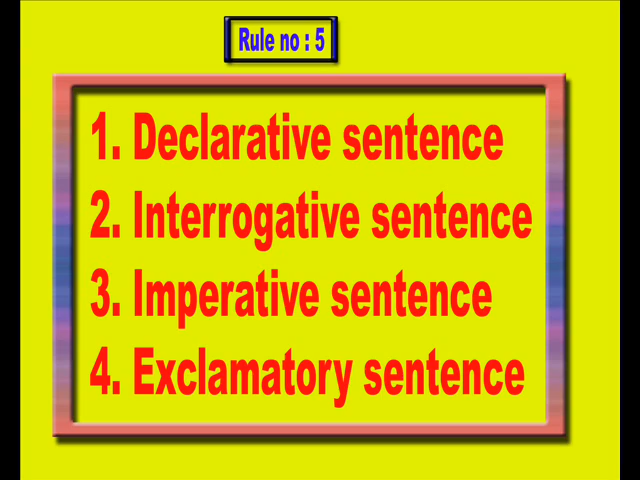 Rule no : 5
1. Declarative sentence
2. Interrogative sentence
3. Imperative sentence
4. Exclamatory sentence